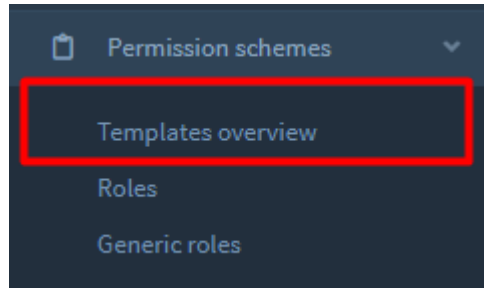 Permission schemes
Templates overview
Roles
Generic roles